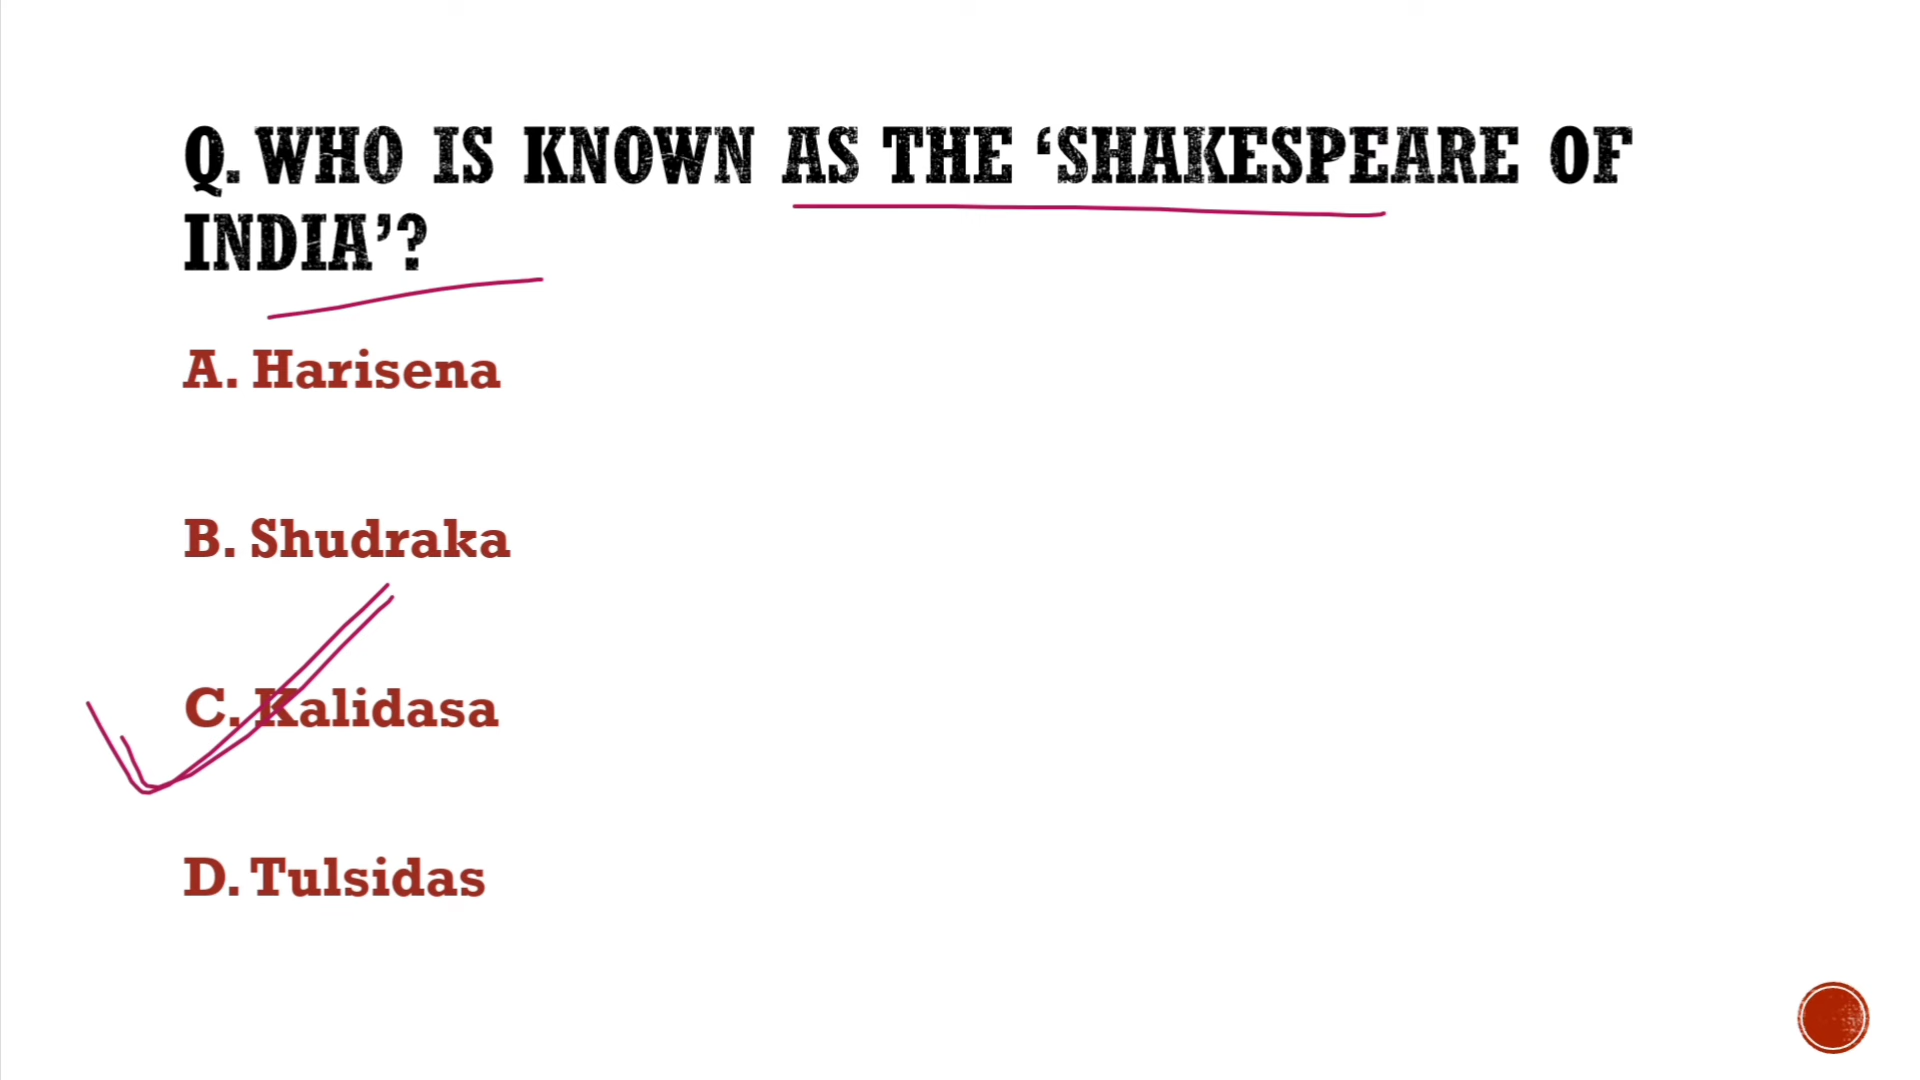 Q. WHO IS KNOWN AS THE ‘SHAKESPEARE OF
INDIA’?
A. Harisena
B. Shudraka
C. Kalidasa
D. Tulsidas